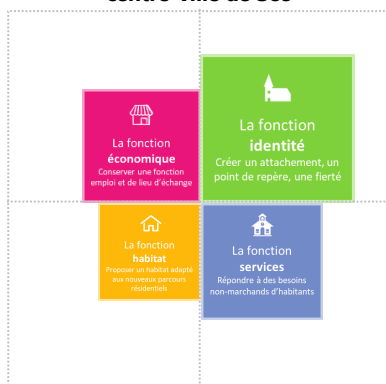 La fonction
économique
Conserver une fonction
emploi et de lieu d'échange
La fonction
identité
Créer un attachement, un
point de repère, une fierté
La fonction
habitat
Proposer un habitat adapté
aux nouveaux parcours
résidentiels
La fonction
services
Répondre à des besoins
non-marchands d'habitants